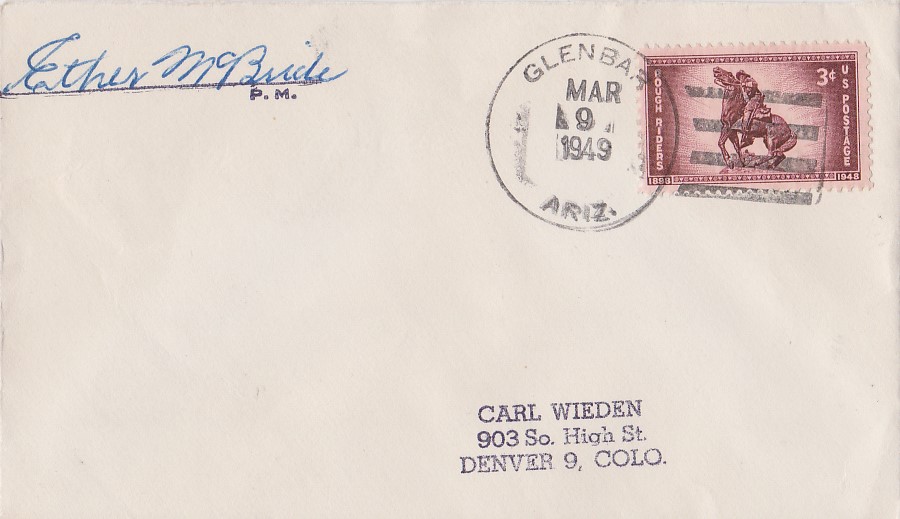 Esther McBride
P. M.
GLENBAR
MAR
9
1949
ARIZ.
3¢
U S POSTAGE
ROUGH RIDERS
1898 1948
CARL WIEDEN
903 So. High St.
DENVER 9, COLO.